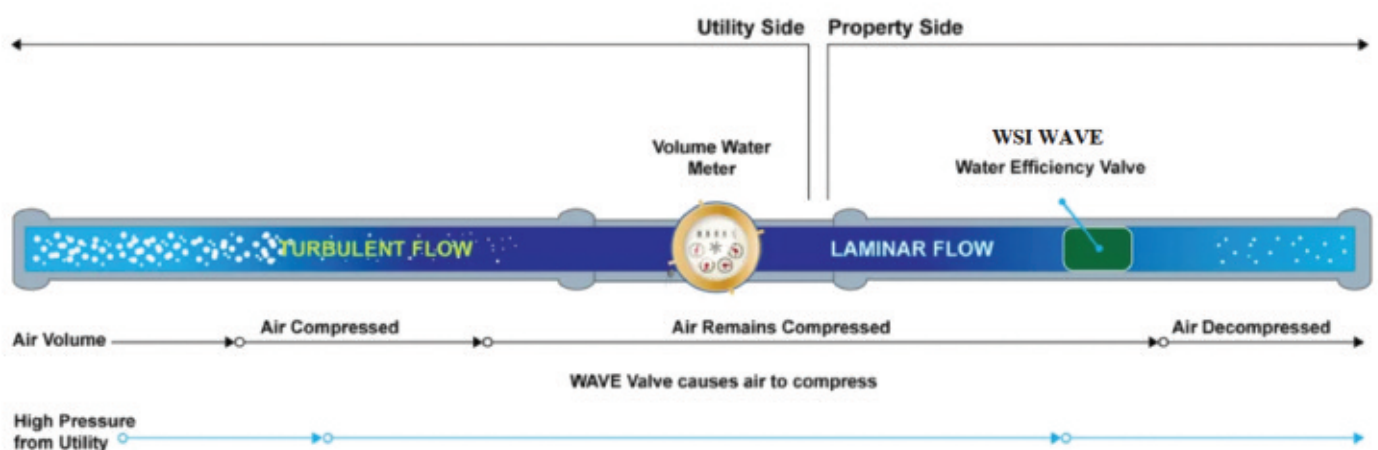 Utility Side
Property Side
Volume Water
Meter
WSI WAVE
Water Efficiency Valve
TURBULENT FLOW
LAMINAR FLOW
Air Volume
Air Compressed
Air Remains Compressed
Air Decompressed
WAVE Valve causes air to compress
High Pressure
from Utility